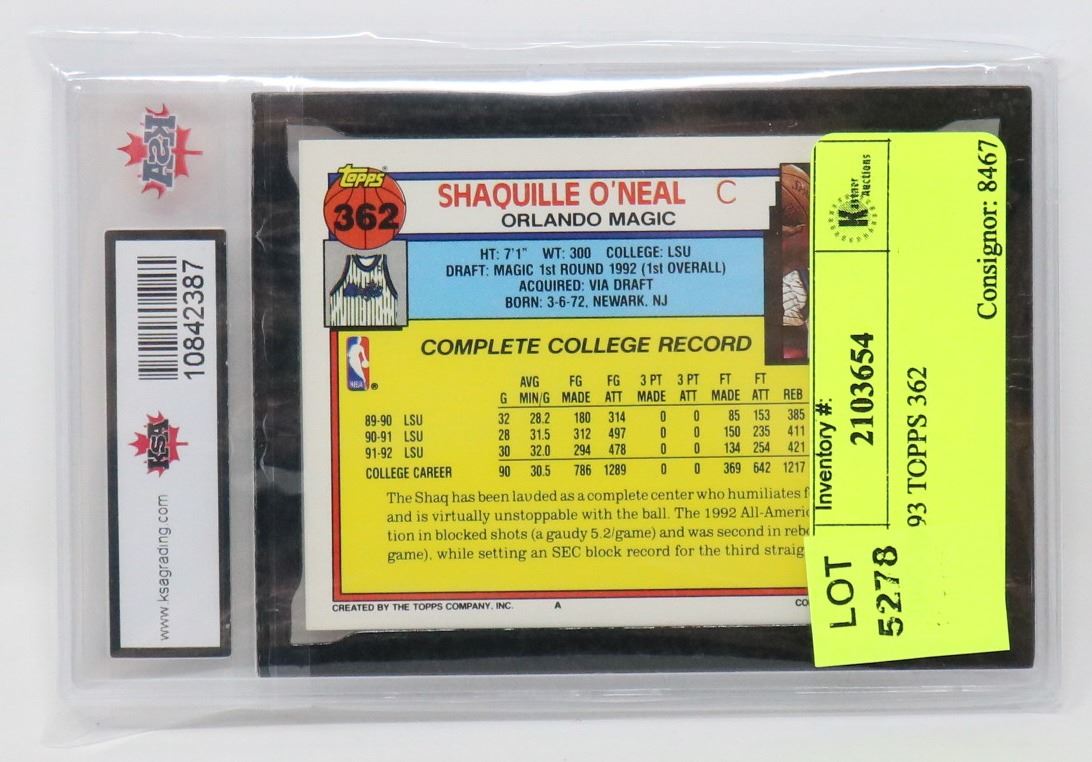 KSA
10842387
KSA
www.ksagrading.com
Topps
362
SHAQUILLE O'NEAL C
ORLANDO MAGIC
HT: 7'1" WT: 300 COLLEGE: LSU
DRAFT: MAGIC 1st ROUND 1992 (1st OVERALL)
ACQUIRED: VIA DRAFT
BORN: 3-6-72, NEWARK, NJ
NBA
COMPLETE COLLEGE RECORD
AVG FG FG 3 PT 3 PT FT FT
G MIN/G MADE ATT MADE ATT MADE ATT REB
89-90 LSU 32 28.2 180 314 0 0 85 153 385
90-91 LSU 28 31.5 312 497 0 0 150 235 411
91-92 LSU 30 32.0 294 478 0 0 134 254 421
COLLEGE CAREER 90 30.5 786 1289 0 0 369 642 1217
The Shaq has been lauded as a complete center who humiliates
and is virtually unstoppable with the ball. The 1992 All-Americ
tion in blocked shots (a gaudy 5.2/game) and was second in reb
game), while setting an SEC block record for the third straig
CREATED BY THE TOPPS COMPANY, INC. A CO
LOT
5278
Inventory #:
2103654
Kastner
Auctions
93 TOPPS 362
Consignor: 8467